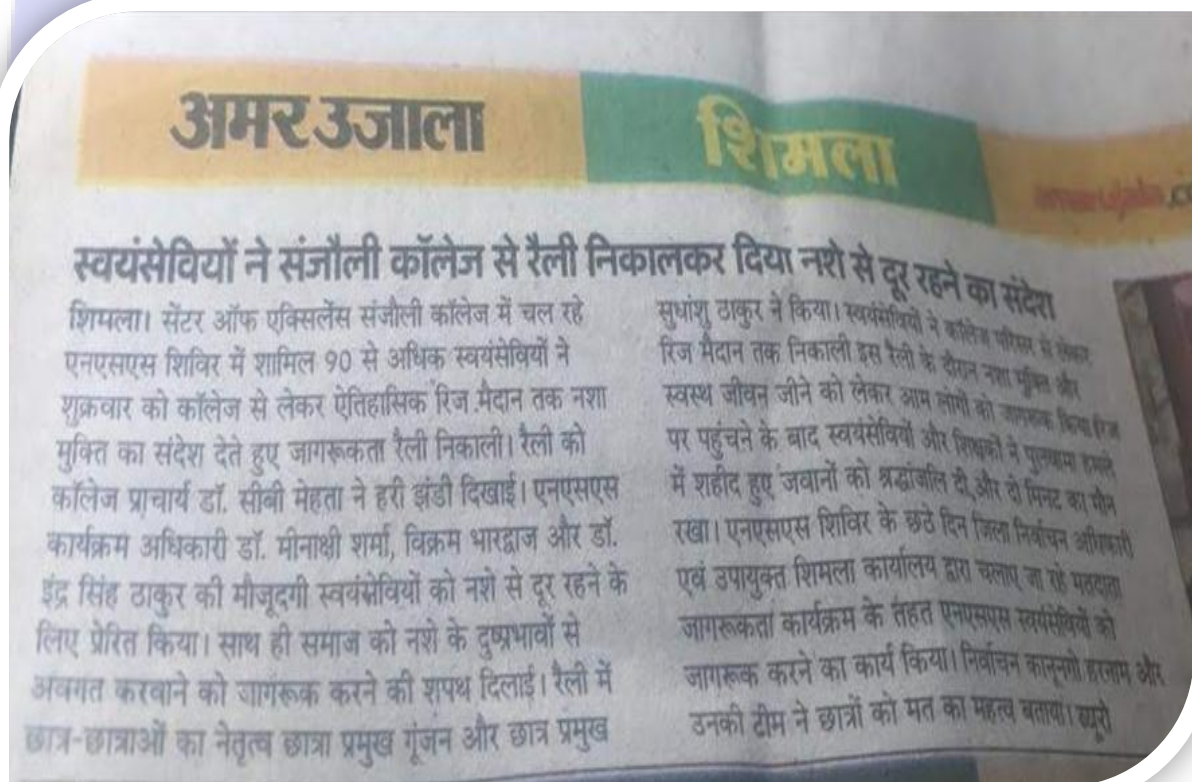 अमर उजाला
शिमला
amarujala.c
स्वयंसेवियों ने संजौली कॉलेज से रैली निकालकर दिया नशे से दूर रहने का संदेश
शिमला। सेंटर ऑफ एक्सिलेंस संजौली कॉलेज में चल रहे
एनएसएस शिविर में शामिल 90 से अधिक स्वयंसेवियों ने
शुक्रवार को कॉलेज से लेकर ऐतिहासिक रिज मैदान तक नशा
मुक्ति का संदेश देते हुए जागरूकता रैली निकाली। रैली को
कॉलेज प्राचार्य डॉ. सीबी मेहता ने हरी झंडी दिखाई। एनएसएस
कार्यक्रम अधिकारी डॉ. मीनाक्षी शर्मा, विक्रम भारद्वाज और डॉ.
इंद्र सिंह ठाकुर की मौजूदगी स्वयंसेवियों को नशे से दूर रहने के
लिए प्रेरित किया। साथ ही समाज को नशे के दुष्प्रभावों से
अवगत करवाने को जागरूक करने की शपथ दिलाई। रैली में
छात्र-छात्राओं का नेतृत्व छात्रा प्रमुख गूंजन और छात्र प्रमुख
सुधांशु ठाकुर ने किया। स्वयंसेवियों ने कॉलेज परिसर से लेकर
रिज मैदान तक निकाली इस रैली के दौरान नशा मुक्ति और
स्वस्थ जीवन जीने को लेकर आम लोगों को जागरूक किया। रिज
पर पहुंचने के बाद स्वयंसेवियों और शिक्षकों ने पुलवामा हमले
में शहीद हुए जवानों को श्रद्धांजलि दी और दो मिनट का मौन
रखा। एनएसएस शिविर के छठे दिन जिला निर्वाचन अधिकारी
एवं उपायुक्त शिमला कार्यालय द्वारा चलाए जा रहे मतदाता
जागरूकता कार्यक्रम के तहत एनएसएस स्वयंसेवियों को
जागरूक करने का कार्य किया। निर्वाचन कानूनगो हरनाम और
उनकी टीम ने छात्रों को मत का महत्व बताया। ब्यूरो